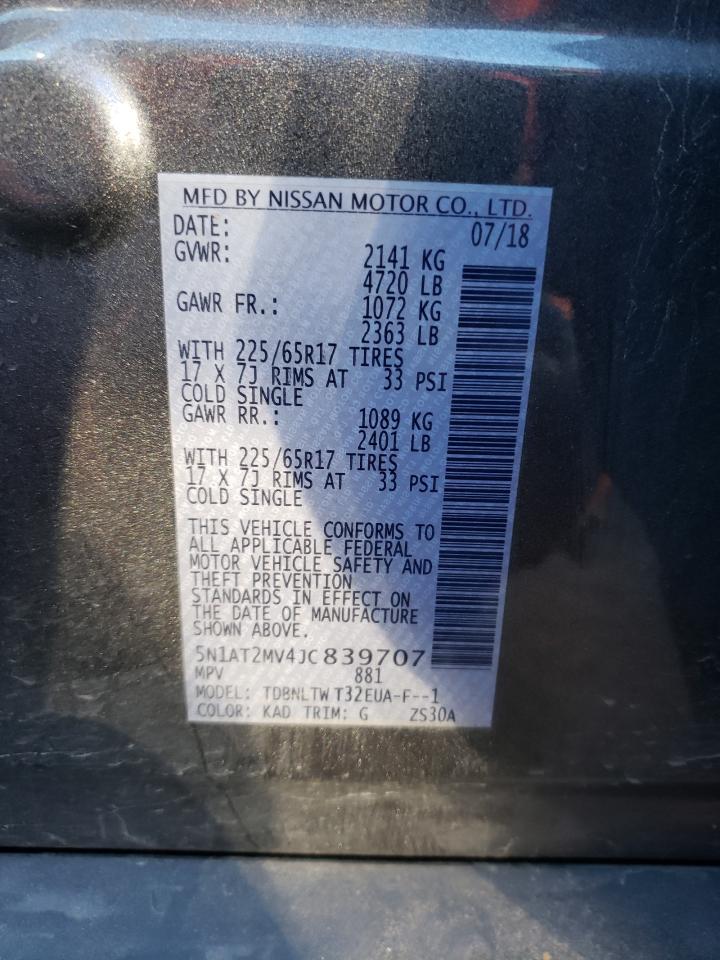 MFD BY NISSAN MOTOR CO., LTD.
DATE: 07/18
GVWR: 2141 KG
4720 LB
GAWR FR.: 1072 KG
2363 LB
WITH 225/65R17 TIRES
17 X 7J RIMS AT 33 PSI
COLD SINGLE
GAWR RR.: 1089 KG
2401 LB
WITH 225/65R17 TIRES
17 X 7J RIMS AT 33 PSI
COLD SINGLE
THIS VEHICLE CONFORMS TO
ALL APPLICABLE FEDERAL
MOTOR VEHICLE SAFETY AND
THEFT PREVENTION
STANDARDS IN EFFECT ON
THE DATE OF MANUFACTURE
SHOWN ABOVE.
5N1AT2MV4JC839707
MPV 881
MODEL: TDBNLTW T32EUA-F--1
COLOR: KAD TRIM: G ZS30A